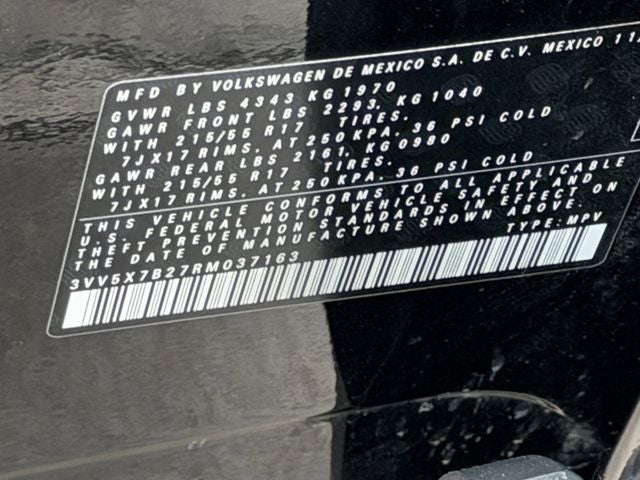 MFD BY VOLKSWAGEN DE MEXICO S.A. DE C.V. MEXICO 11/
GVWR LBS 4343 KG 1970
GAWR FRONT LBS 2293, KG 1040
WITH 215/55 R17 TIRES.
7JX17 RIMS. AT 250 KPA. 36 PSI COLD
GAWR REAR LBS 2161, KG0980
WITH 215/55 R17 TIRES.
7JX17 RIMS. AT 250 KPA. 36 PSI COLD
THIS VEHICLE CONFORMS TO ALL APPLICABLE
U.S. FEDERAL MOTOR VEHICLE SAFETY AND
THEFT PREVENTION STANDARDS IN EFFECT ON
THE DATE OF MANUFACTURE SHOWN ABOVE.
3VV5X7B27RM037163 TYPE: MPV